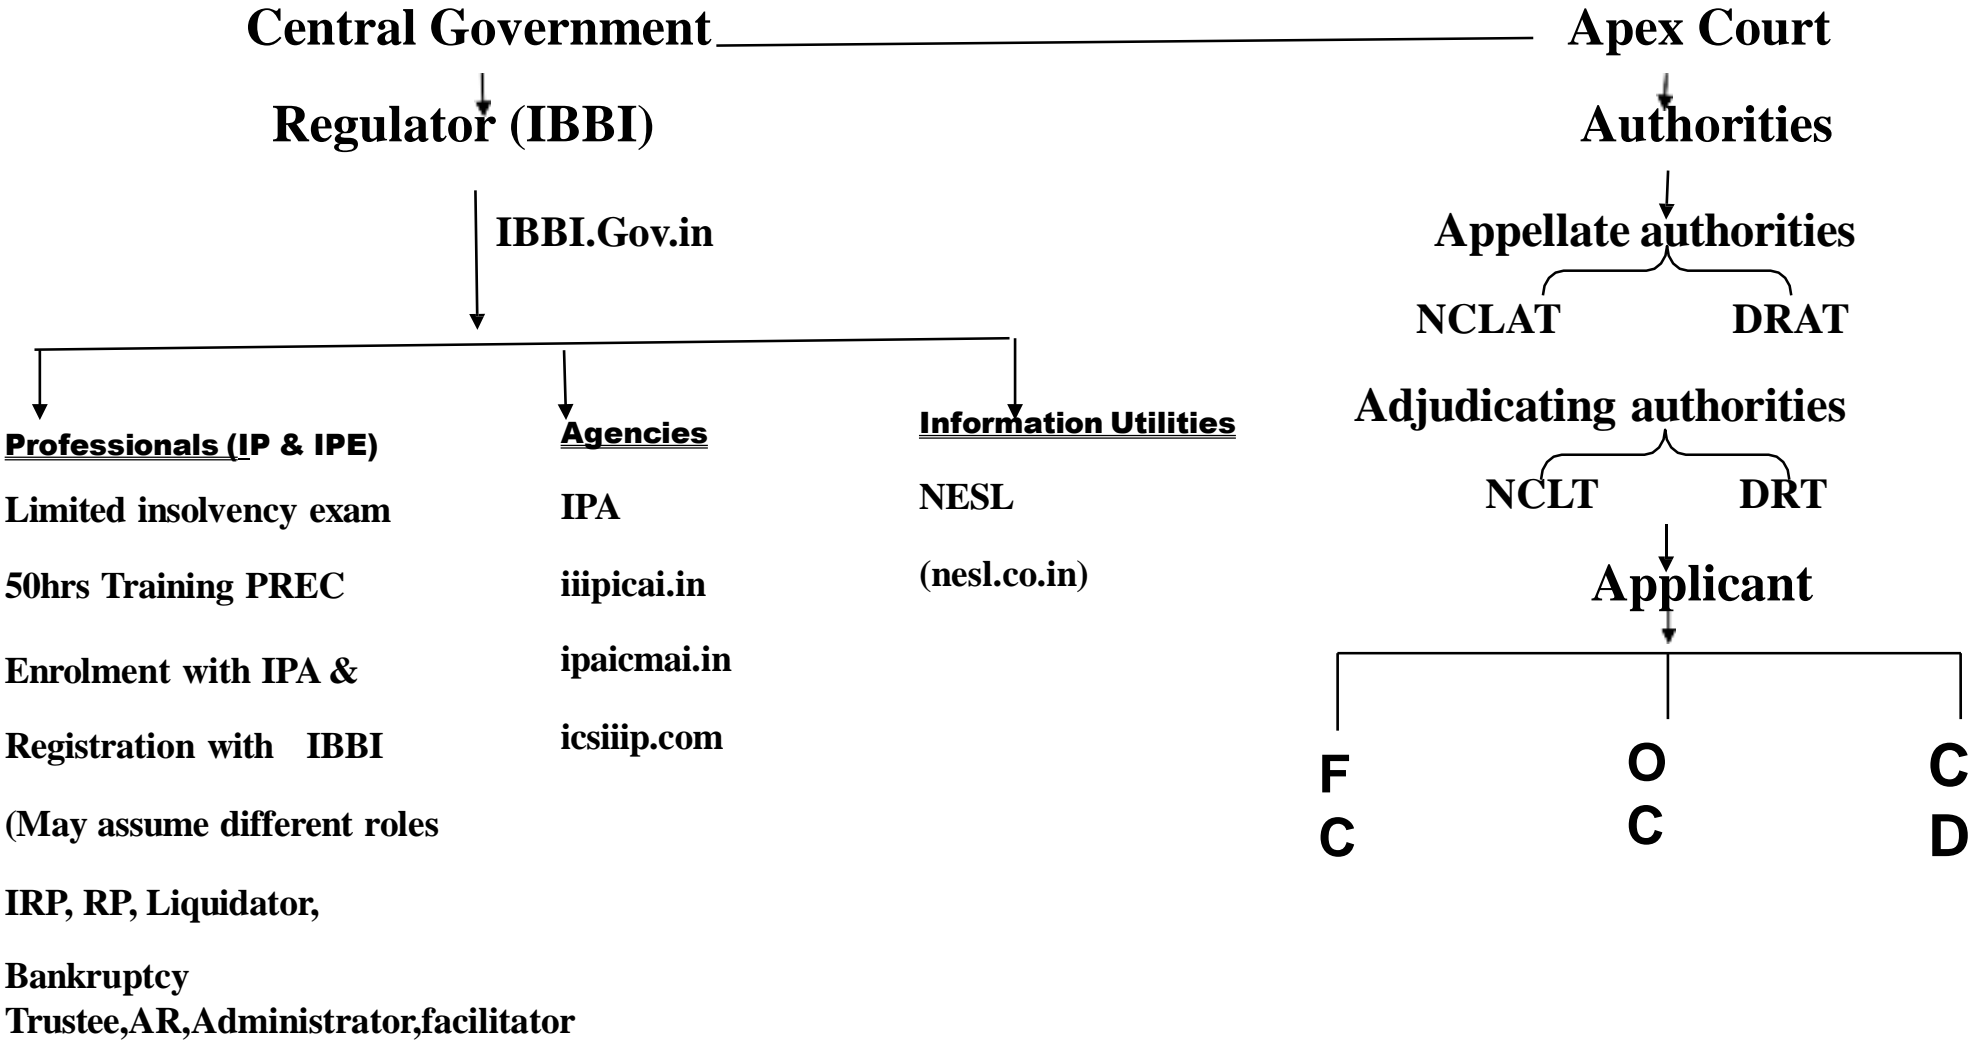 Central Government
Apex Court
Regulator (IBBI)
Authorities
IBBI.Gov.in
Appellate authorities
NCLAT
DRAT
Adjudicating authorities
NCLT
DRT
Applicant
F
C
O
C
C
D
Professionals (IP & IPE)
Limited insolvency exam
50hrs Training PREC
Enrolment with IPA &
Registration with IBBI
(May assume different roles
IRP, RP, Liquidator,
Bankruptcy
Trustee,AR,Administrator,facilitator
Agencies
IPA
iiipicai.in
ipaicmai.in
icsiiip.com
Information Utilities
NESL
(nesl.co.in)